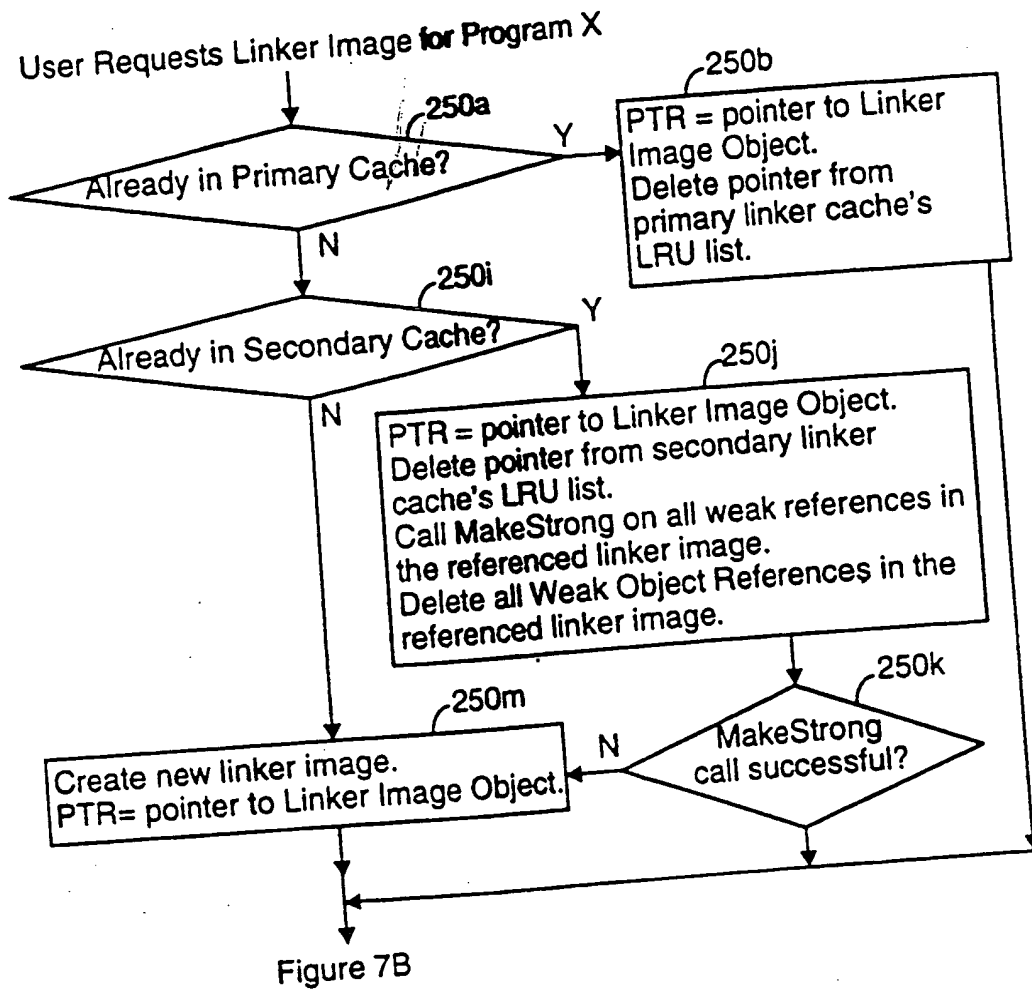 User Requests Linker Image for Program X
250a
Already in Primary Cache?
Y
N
250b
PTR = pointer to Linker
Image Object.
Delete pointer from
primary linker cache's
LRU list.
250i
Already in Secondary Cache?
Y
N
250j
PTR = pointer to Linker Image Object.
Delete pointer from secondary linker
cache's LRU list.
Call MakeStrong on all weak references in
the referenced linker image.
Delete all Weak Object References in the
referenced linker image.
250k
MakeStrong
call successful?
N
250m
Create new linker image.
PTR= pointer to Linker Image Object.
Figure 7B